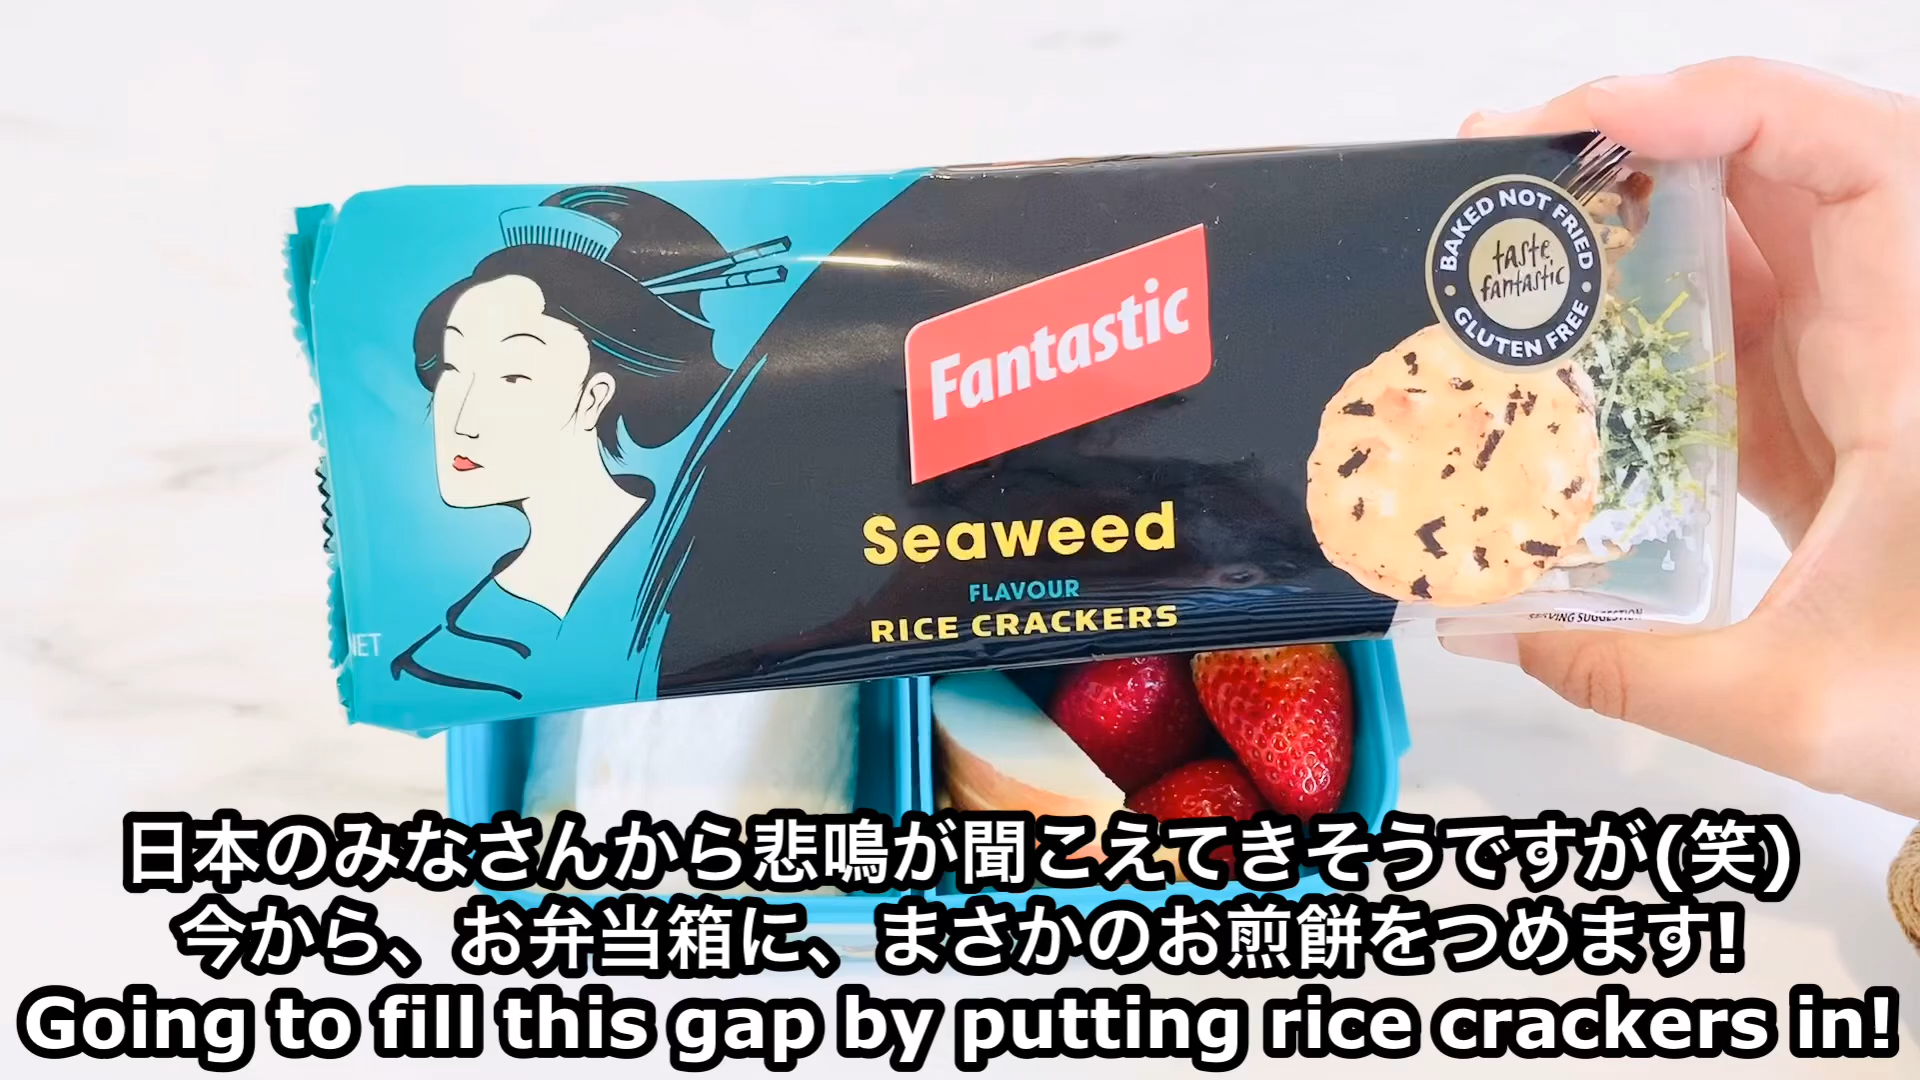 BAKED NOT FRIED
taste
fantastic
GLUTEN FREE
Fantastic
Seaweed
FLAVOUR
RICE CRACKERS
SERVING SUGGESTION
NET
日本のみなさんから悲鳴が聞こえてきそうですが(笑)
今から、お弁当箱に、まさかのお煎餅をつめます!
Going to fill this gap by putting rice crackers in!